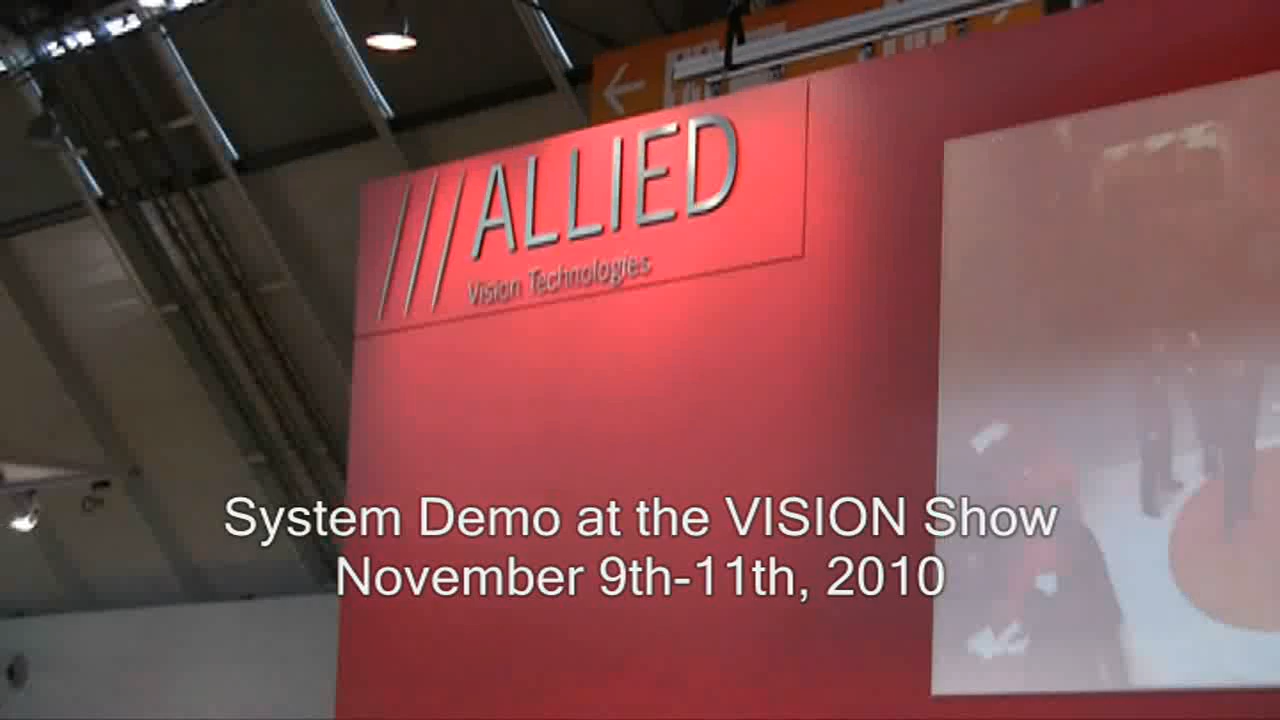 ALLIED
Vision Technologies
System Demo at the VISION Show
November 9th-11th, 2010